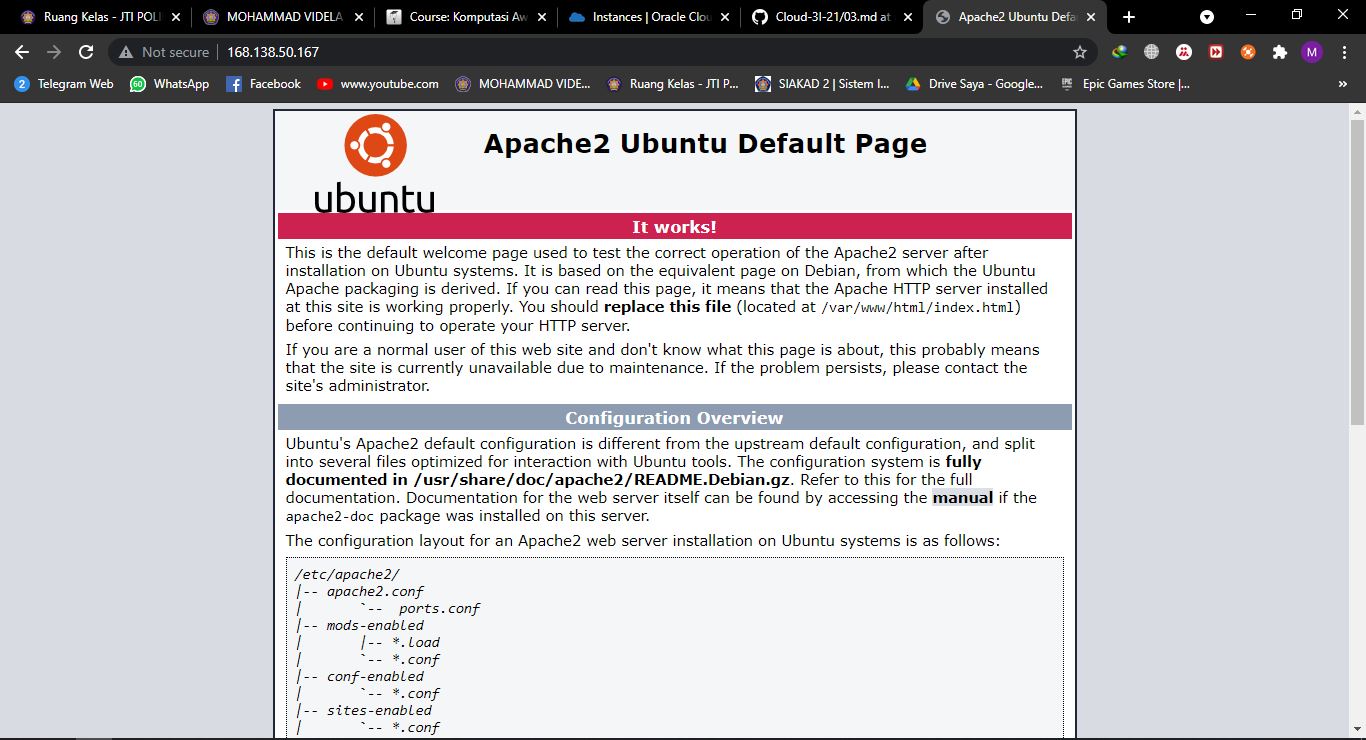 Ruang Kelas - JTI POLI
MOHAMMAD VIDELA
Course: Komputasi Aw
Instances | Oracle Clou
Cloud-3I-21/03.md at
Apache2 Ubuntu Defa
Not secure
168.138.50.167
M
2
Telegram Web
60
WhatsApp
Facebook
www.youtube.com
MOHAMMAD VIDE...
Ruang Kelas - JTI P...
SIAKAD 2 | Sistem I...
Drive Saya - Google...
Epic Games Store |...
»
ubuntu
Apache2 Ubuntu Default Page
It works!
This is the default welcome page used to test the correct operation of the Apache2 server after
installation on Ubuntu systems. It is based on the equivalent page on Debian, from which the Ubuntu
Apache packaging is derived. If you can read this page, it means that the Apache HTTP server installed
at this site is working properly. You should replace this file (located at /var/www/html/index.html)
before continuing to operate your HTTP server.
If you are a normal user of this web site and don't know what this page is about, this probably means
that the site is currently unavailable due to maintenance. If the problem persists, please contact the
site's administrator.
Configuration Overview
Ubuntu's Apache2 default configuration is different from the upstream default configuration, and split
into several files optimized for interaction with Ubuntu tools. The configuration system is fully
documented in /usr/share/doc/apache2/README.Debian.gz. Refer to this for the full
documentation. Documentation for the web server itself can be found by accessing the manual if the
apache2-doc package was installed on this server.
The configuration layout for an Apache2 web server installation on Ubuntu systems is as follows:
/etc/apache2/
|-- apache2.conf
|       `--  ports.conf
|-- mods-enabled
|       |-- *.load
|       `-- *.conf
|-- conf-enabled
|       `-- *.conf
|-- sites-enabled
|       `-- *.conf